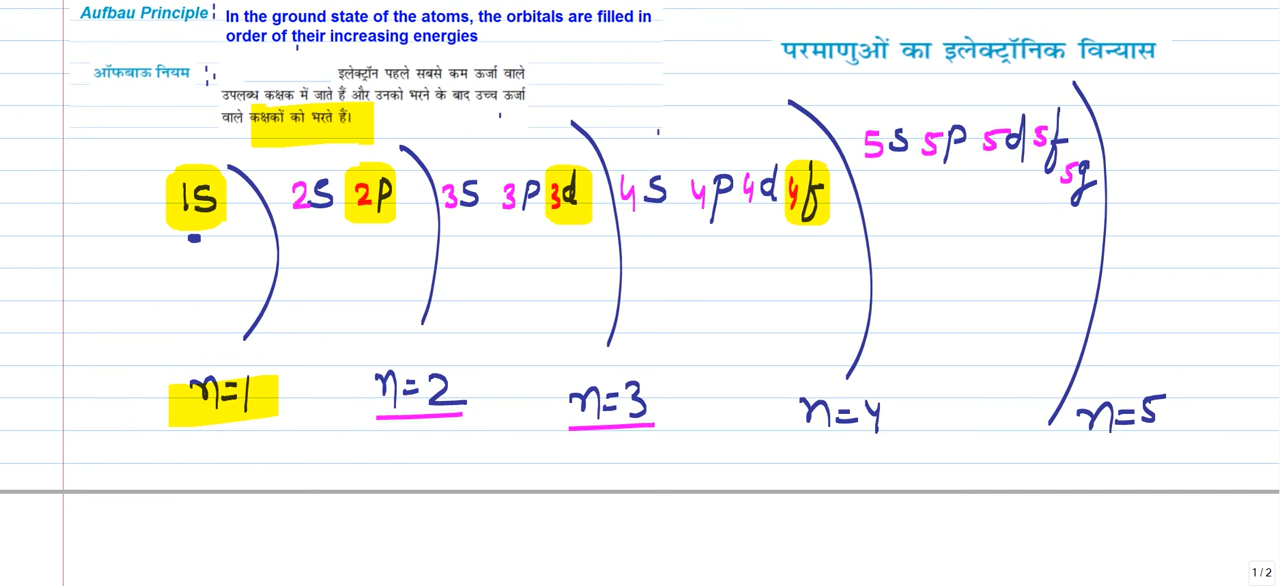 Aufbau Principle In the ground state of the atoms, the orbitals are filled in
order of their increasing energies
परमाणुओं का इलेक्ट्रॉनिक विन्यास
ऑफबाऊ नियम इलेक्ट्रॉन पहले सबसे कम ऊर्जा वाले
उपलब्ध कक्षक में जाते हैं और उनको भरने के बाद उच्च ऊर्जा
वाले कक्षकों को भरते हैं।
5s 5p 5d 5f
5g
1s 2s 2p 3s 3p 3d 4s 4p 4d 4f
n=1 n=2 n=3 n=4 n=5
1/2